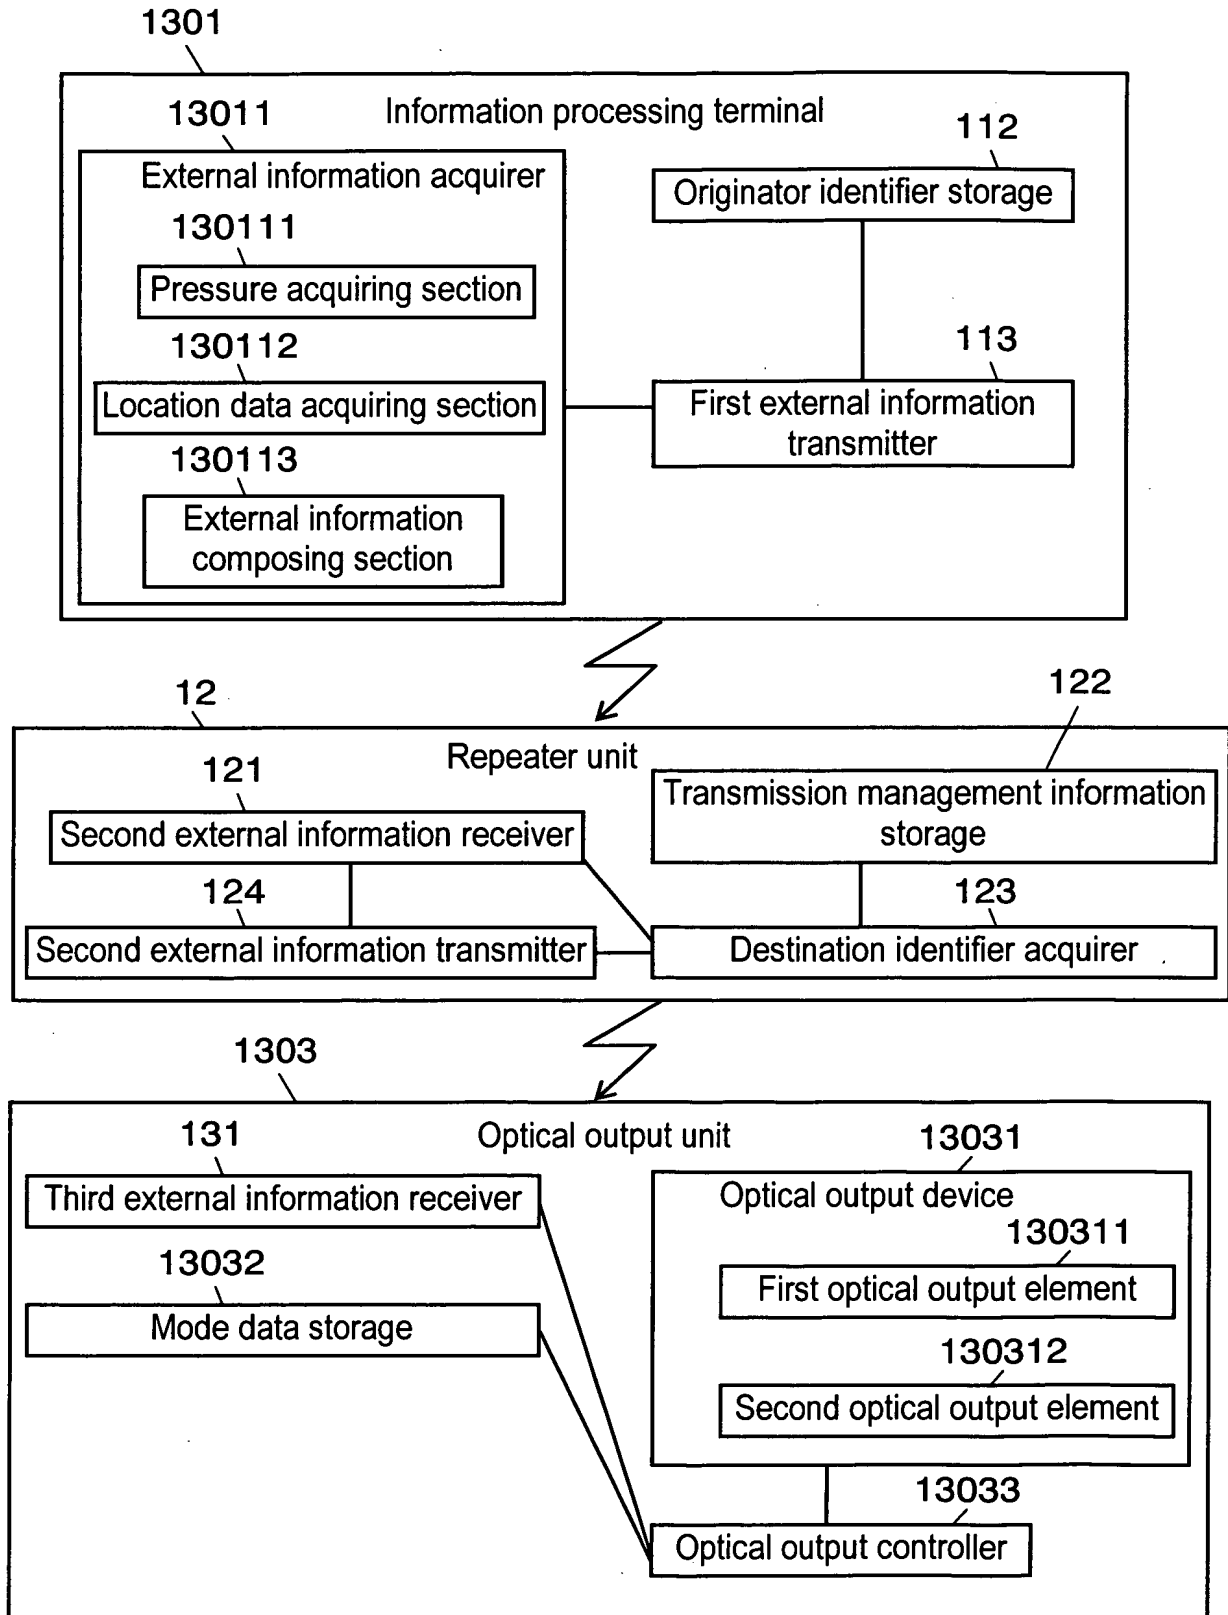 1301
Information processing terminal
13011
External information acquirer
130111
Pressure acquiring section
130112
Location data acquiring section
130113
External information
composing section
112
Originator identifier storage
113
First external information
transmitter
12
Repeater unit
121
Second external information receiver
122
Transmission management information
storage
124
Second external information transmitter
123
Destination identifier acquirer
1303
Optical output unit
131
Third external information receiver
13032
Mode data storage
13031
Optical output device
130311
First optical output element
130312
Second optical output element
13033
Optical output controller